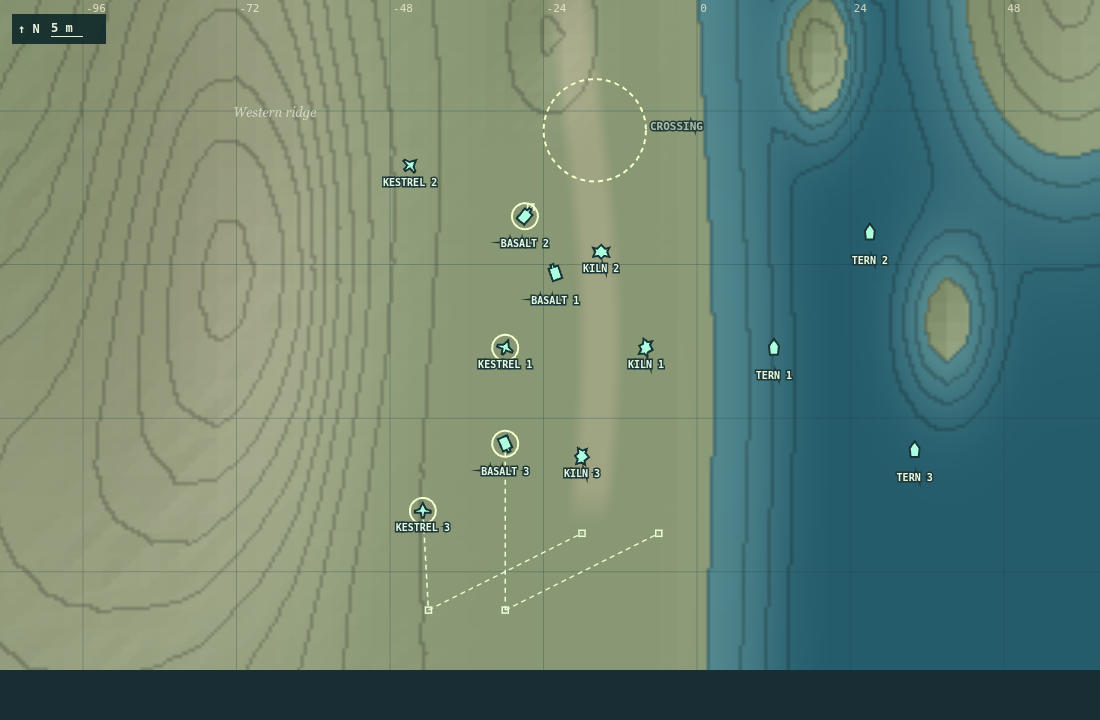 -96 -72 -48 -24 0 24 48
↑ N 5 m
Western ridge
CROSSING
KESTREL 2
TERN 2
BASALT 2
KILN 2
BASALT 1
KESTREL 1
KILN 1
TERN 1
BASALT 3
KILN 3
TERN 3
KESTREL 3